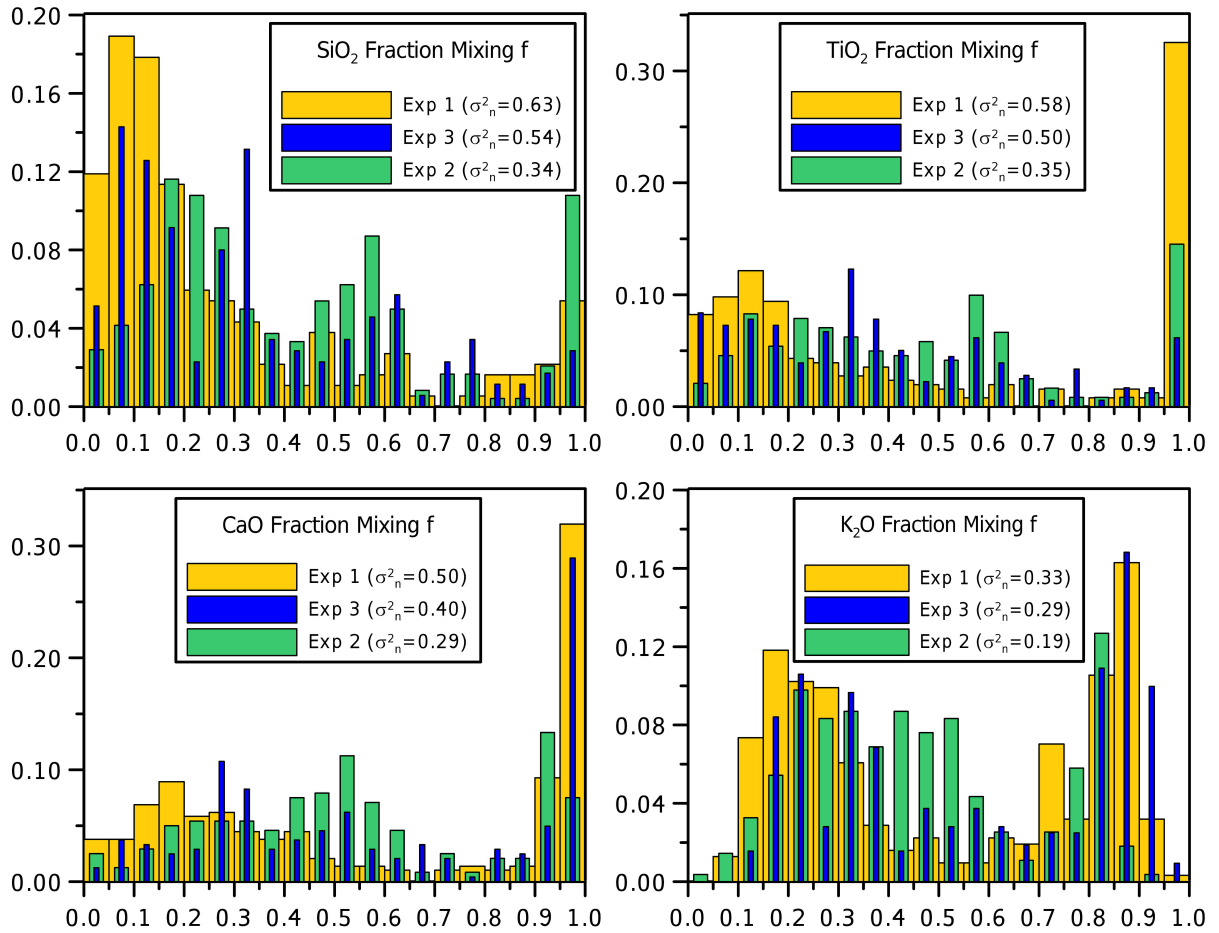 SiO₂ Fraction Mixing f
Exp 1 (σ²ₙ=0.63)
Exp 3 (σ²ₙ=0.54)
Exp 2 (σ²ₙ=0.34)
0.20
0.16
0.12
0.08
0.04
0.00
0.0 0.1 0.2 0.3 0.4 0.5 0.6 0.7 0.8 0.9 1.0
TiO₂ Fraction Mixing f
Exp 1 (σ²ₙ=0.58)
Exp 3 (σ²ₙ=0.50)
Exp 2 (σ²ₙ=0.35)
0.30
0.20
0.10
0.00
0.0 0.1 0.2 0.3 0.4 0.5 0.6 0.7 0.8 0.9 1.0
CaO Fraction Mixing f
Exp 1 (σ²ₙ=0.50)
Exp 3 (σ²ₙ=0.40)
Exp 2 (σ²ₙ=0.29)
0.30
0.20
0.10
0.00
0.0 0.1 0.2 0.3 0.4 0.5 0.6 0.7 0.8 0.9 1.0
K₂O Fraction Mixing f
Exp 1 (σ²ₙ=0.33)
Exp 3 (σ²ₙ=0.29)
Exp 2 (σ²ₙ=0.19)
0.20
0.16
0.12
0.08
0.04
0.00
0.0 0.1 0.2 0.3 0.4 0.5 0.6 0.7 0.8 0.9 1.0